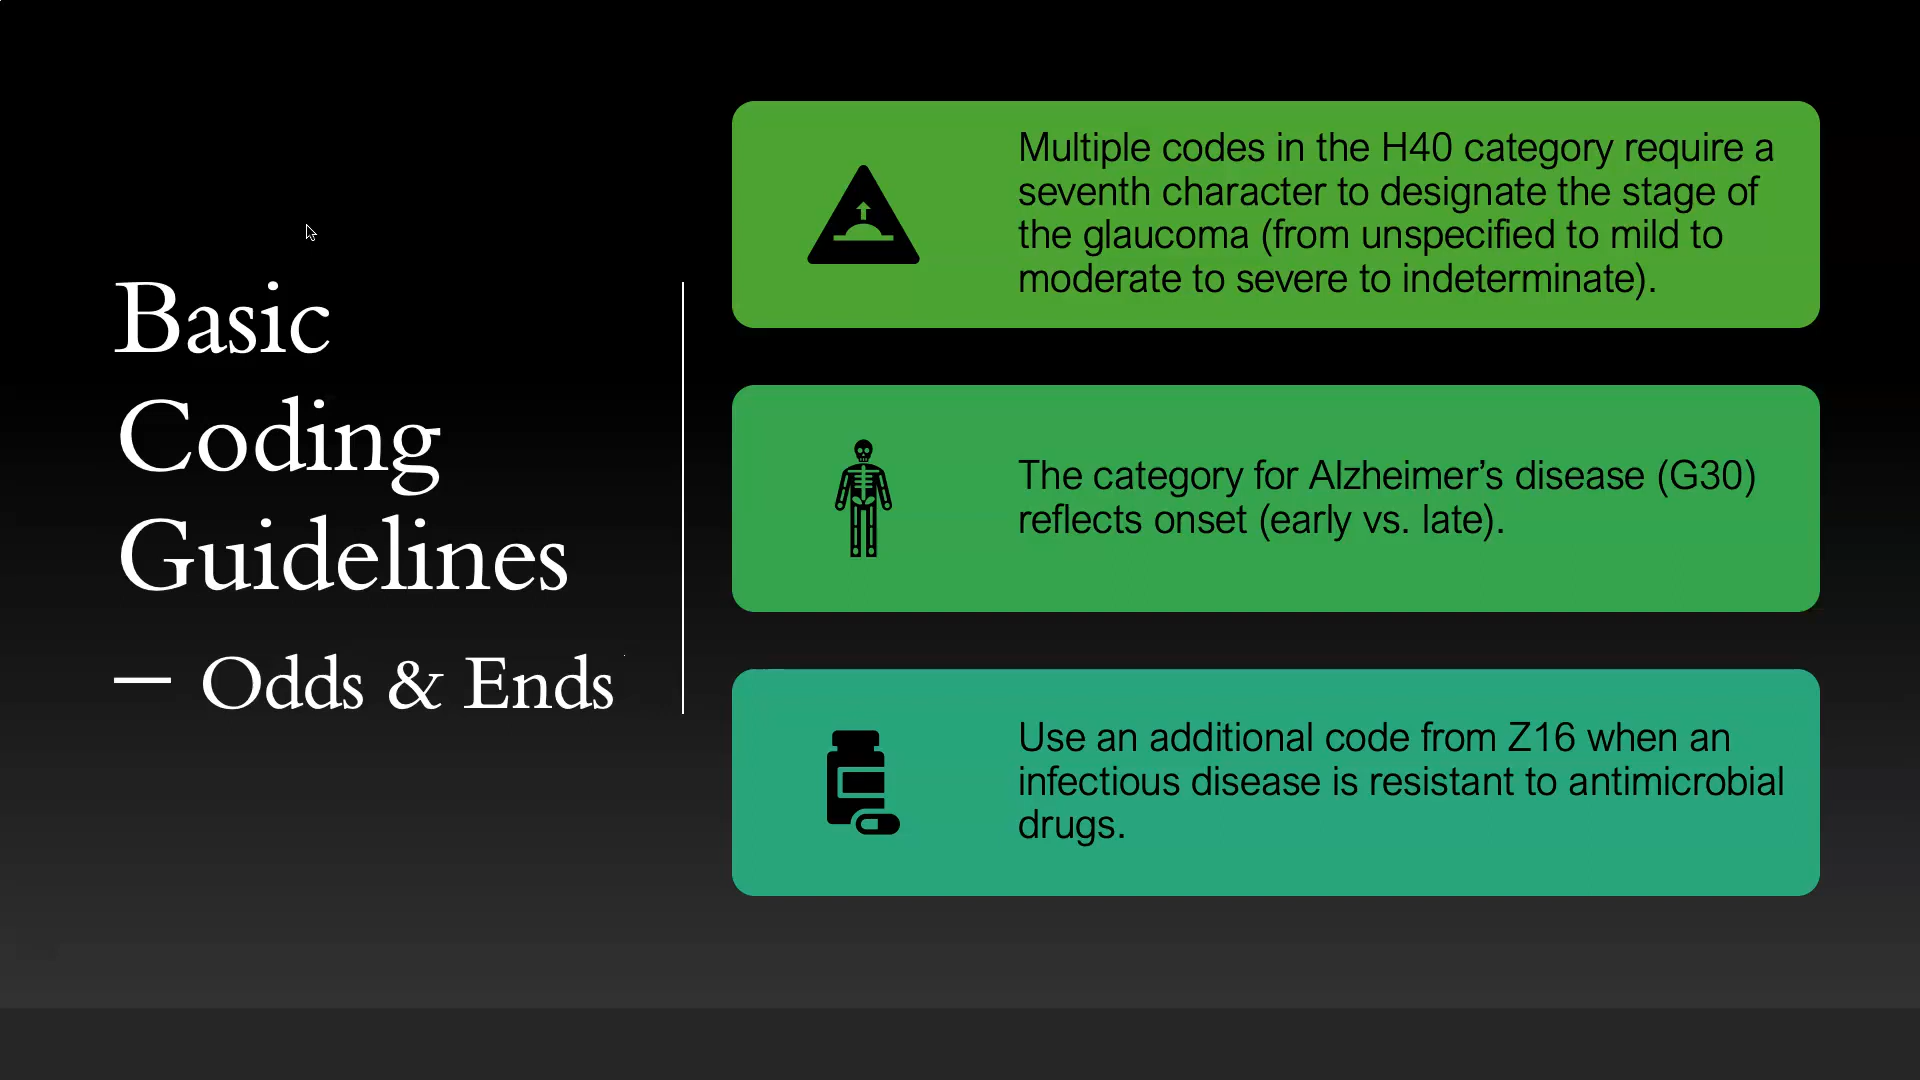 Basic
Coding
Guidelines
– Odds & Ends
Multiple codes in the H40 category require a
seventh character to designate the stage of
the glaucoma (from unspecified to mild to
moderate to severe to indeterminate).
The category for Alzheimer’s disease (G30)
reflects onset (early vs. late).
Use an additional code from Z16 when an
infectious disease is resistant to antimicrobial
drugs.